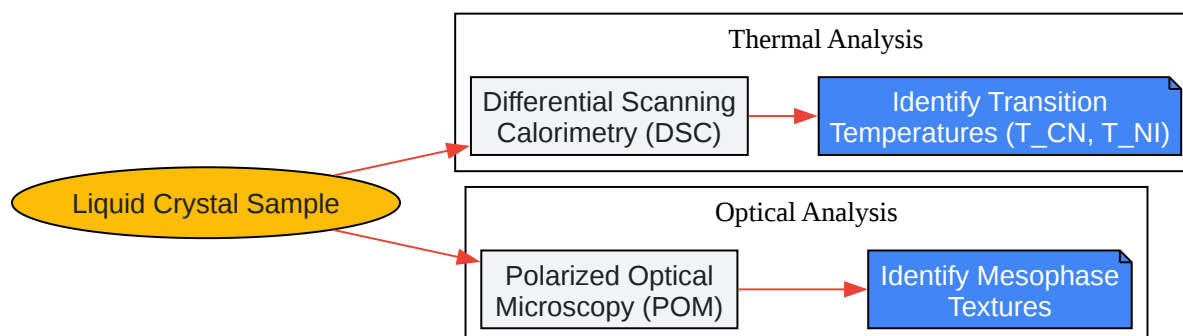 Thermal Analysis
Differential Scanning
Calorimetry (DSC)
Identify Transition
Temperatures (T_CN, T_NI)
Liquid Crystal Sample
Optical Analysis
Polarized Optical
Microscopy (POM)
Identify Mesophase
Textures